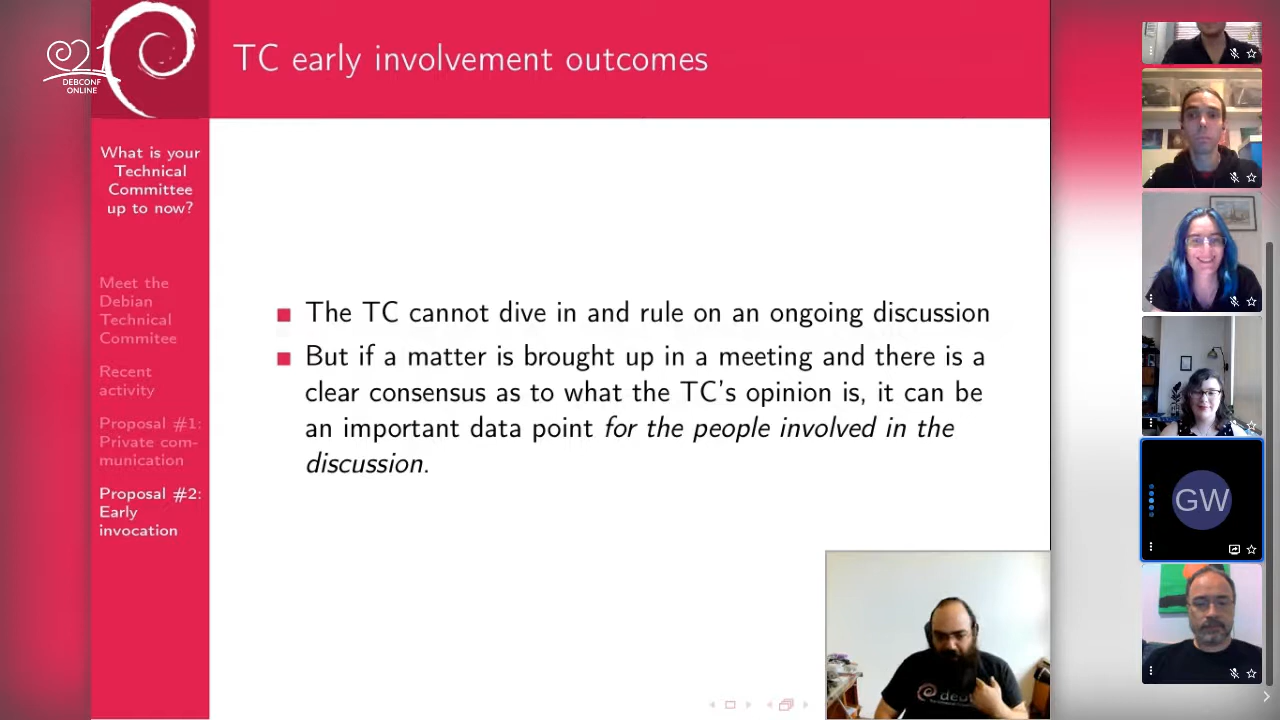 21
DEBCONF
ONLINE
TC early involvement outcomes
What is your
Technical
Committee
up to now?
Meet the
Debian
Technical
Commitee
Recent
activity
Proposal #1:
Private com-
munication
Proposal #2:
Early
invocation
The TC cannot dive in and rule on an ongoing discussion
But if a matter is brought up in a meeting and there is a
clear consensus as to what the TC's opinion is, it can be
an important data point for the people involved in the
discussion.
GW